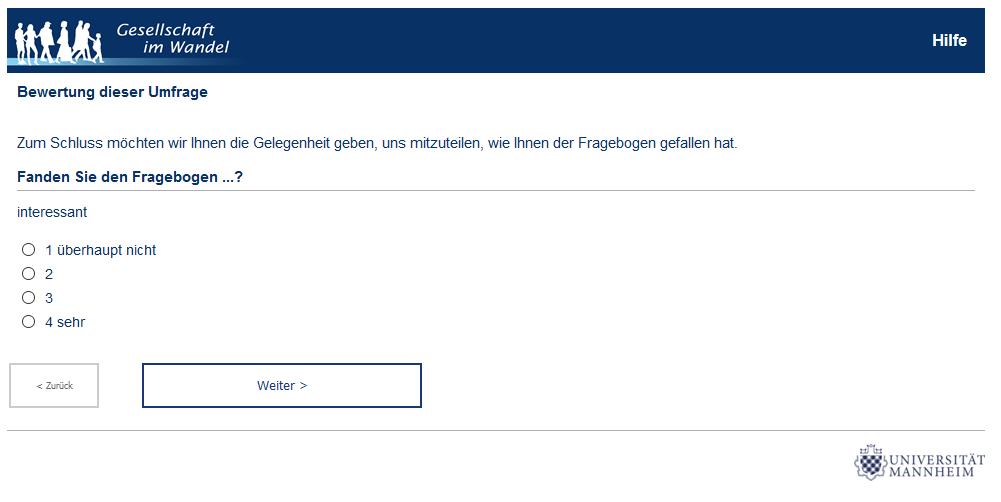 Gesellschaft
im Wandel
Hilfe
Bewertung dieser Umfrage
Zum Schluss möchten wir Ihnen die Gelegenheit geben, uns mitzuteilen, wie Ihnen der Fragebogen gefallen hat.
Fanden Sie den Fragebogen ...?
interessant
1 überhaupt nicht
2
3
4 sehr
< Zurück
Weiter >
UNIVERSITÄT
MANNHEIM